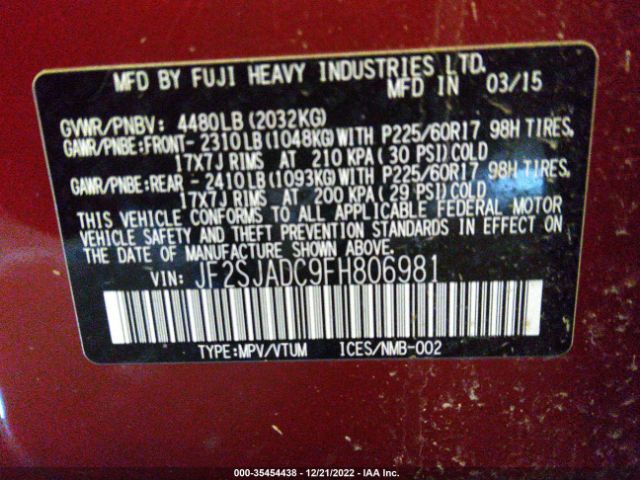 MFD BY FUJI HEAVY INDUSTRIES LTD.
MFD IN 03/15
GVWR/PNBV: 4480LB (2032KG)
GAWR/PNBE:FRONT- 2310LB (1048KG) WITH P225/60R17 98H TIRES,
17X7J RIMS AT 210 KPA (30 PSI) COLD
GAWR/PNBE:REAR - 2410LB (1093KG) WITH P225/60R17 98H TIRES,
17X7J RIMS AT 200 KPA (29 PSI) COLD
THIS VEHICLE CONFORMS TO ALL APPLICABLE FEDERAL MOTOR
VEHICLE SAFETY AND THEFT PREVENTION STANDARDS IN EFFECT ON
THE DATE OF MANUFACTURE SHOWN ABOVE.
VIN: JF2SJADC9FH806981
TYPE:MPV/VTUM ICES/NMB-002
000-35454438 - 12/21/2022 - IAA Inc.